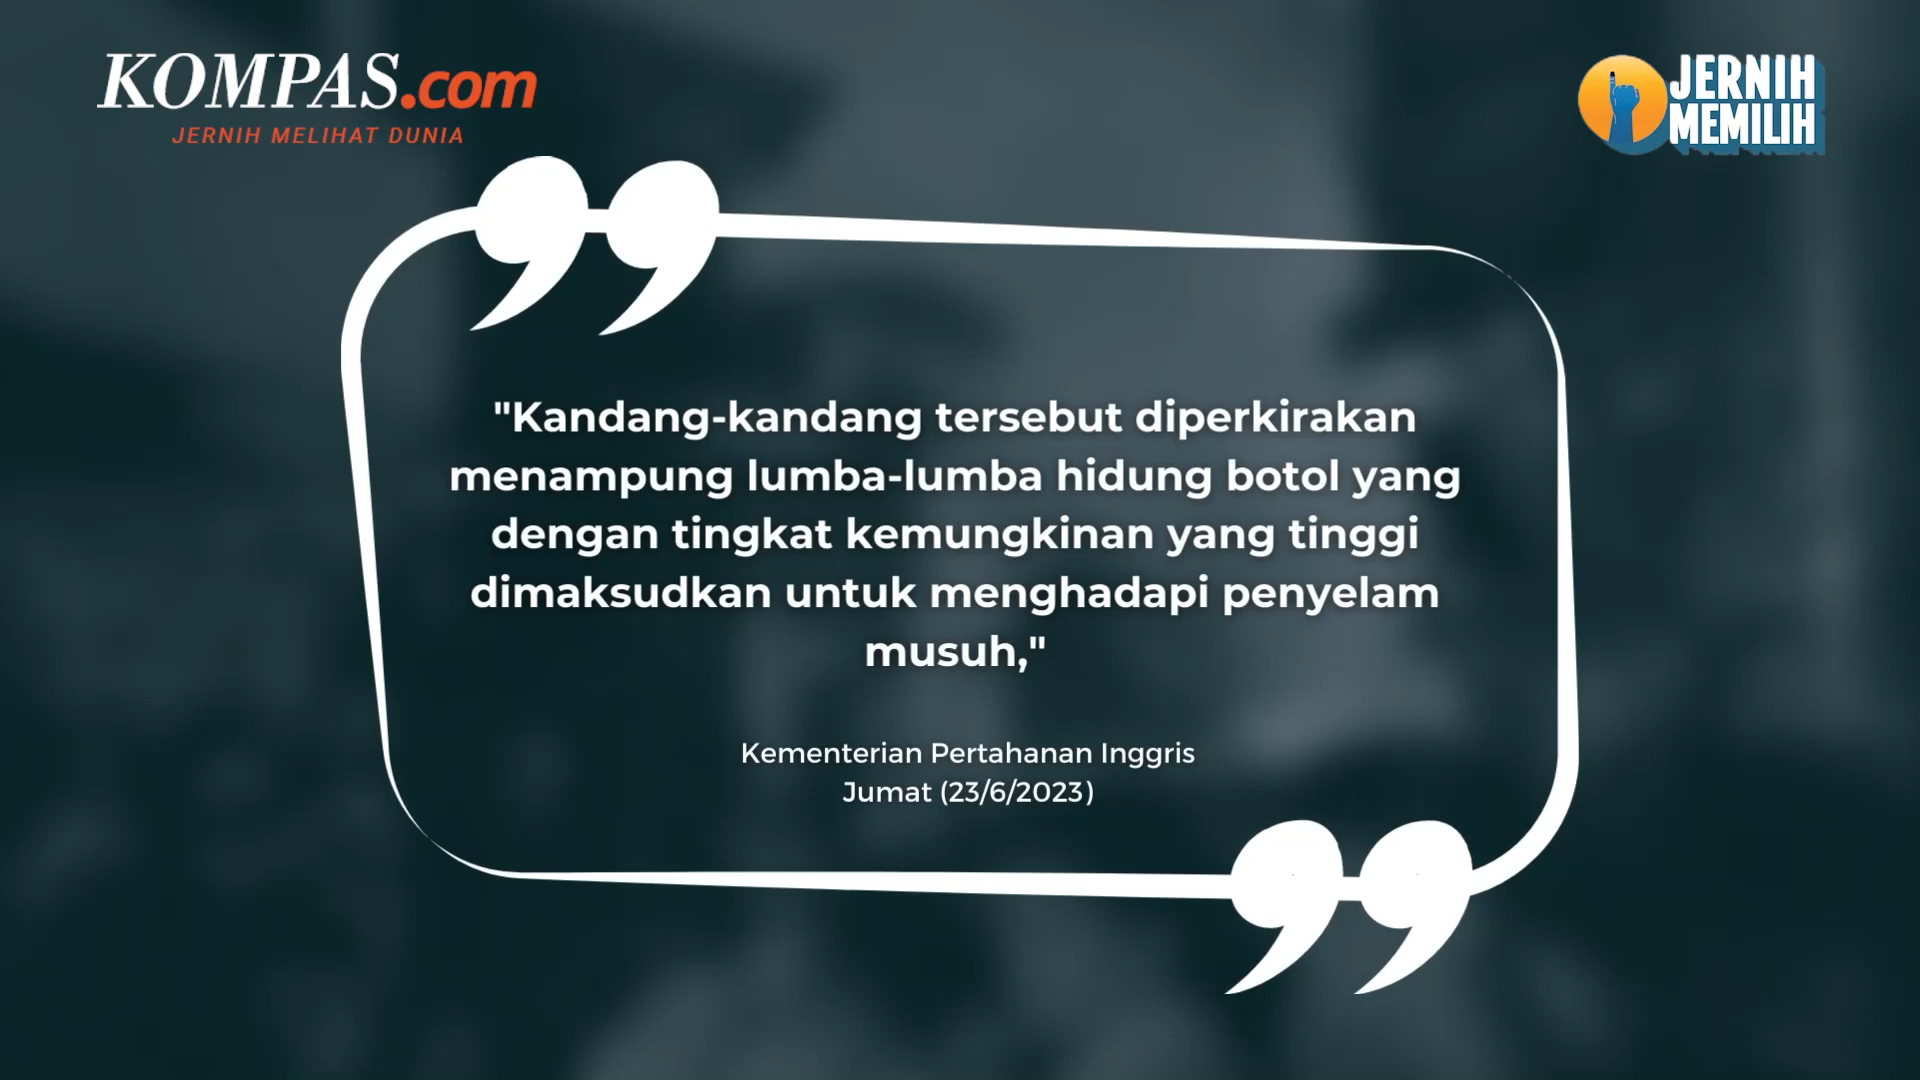 KOMPAS.com
JERNIH MELIHAT DUNIA
JERNIH
MEMILIH
"Kandang-kandang tersebut diperkirakan
menampung lumba-lumba hidung botol yang
dengan tingkat kemungkinan yang tinggi
dimaksudkan untuk menghadapi penyelam
musuh,"
Kementerian Pertahanan Inggris
Jumat (23/6/2023)